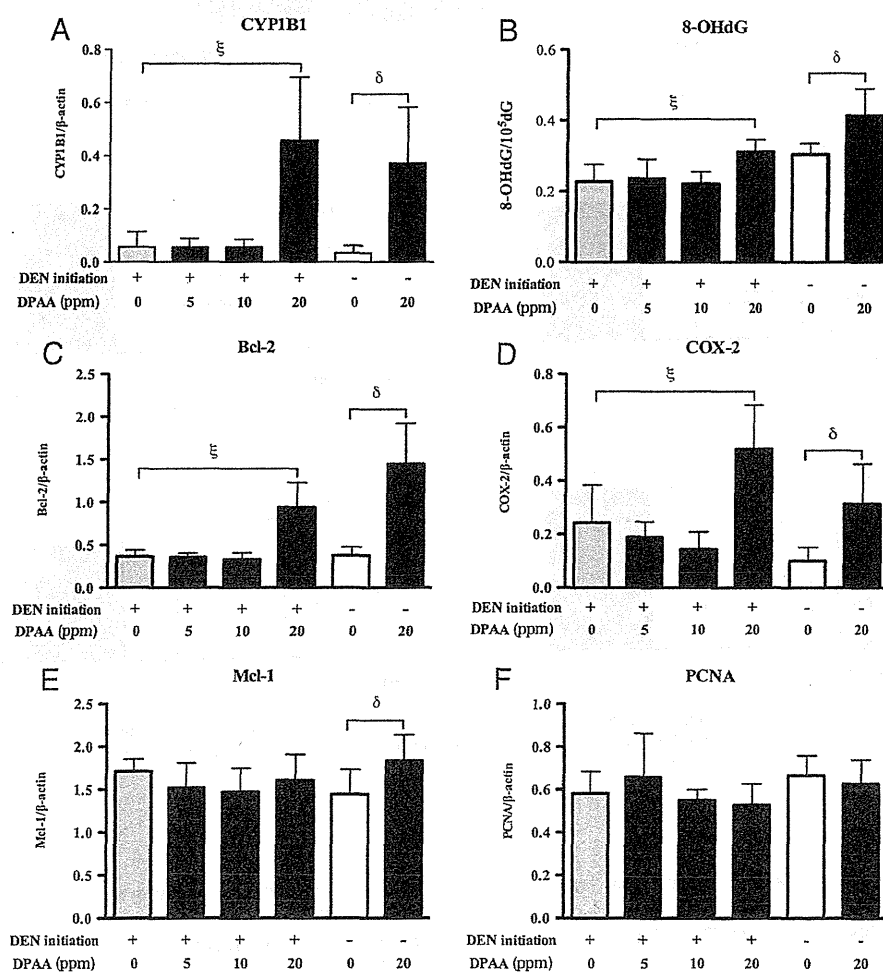 A
CYP1B1
CYP1B1/β-actin
0.8
0.6
0.4
0.2
0.0
ξ
δ
DEN initiation + + + + - -
DPAA (ppm) 0 5 10 20 0 20
B
8-OHdG
8-OHdG/10⁵dG
0.6
0.4
0.2
0.0
ξ
δ
DEN initiation + + + + - -
DPAA (ppm) 0 5 10 20 0 20
C
Bcl-2
Bcl-2/β-actin
2.5
2.0
1.5
1.0
0.5
0.0
ξ
δ
DEN initiation + + + + - -
DPAA (ppm) 0 5 10 20 0 20
D
COX-2
COX-2/β-actin
0.8
0.6
0.4
0.2
0.0
ξ
δ
DEN initiation + + + + - -
DPAA (ppm) 0 5 10 20 0 20
E
Mcl-1
Mcl-1/β-actin
2.5
2.0
1.5
1.0
0.5
0.0
δ
DEN initiation + + + + - -
DPAA (ppm) 0 5 10 20 0 20
F
PCNA
PCNA/β-actin
1.0
0.8
0.6
0.4
0.2
0.0
DEN initiation + + + + - -
DPAA (ppm) 0 5 10 20 0 20